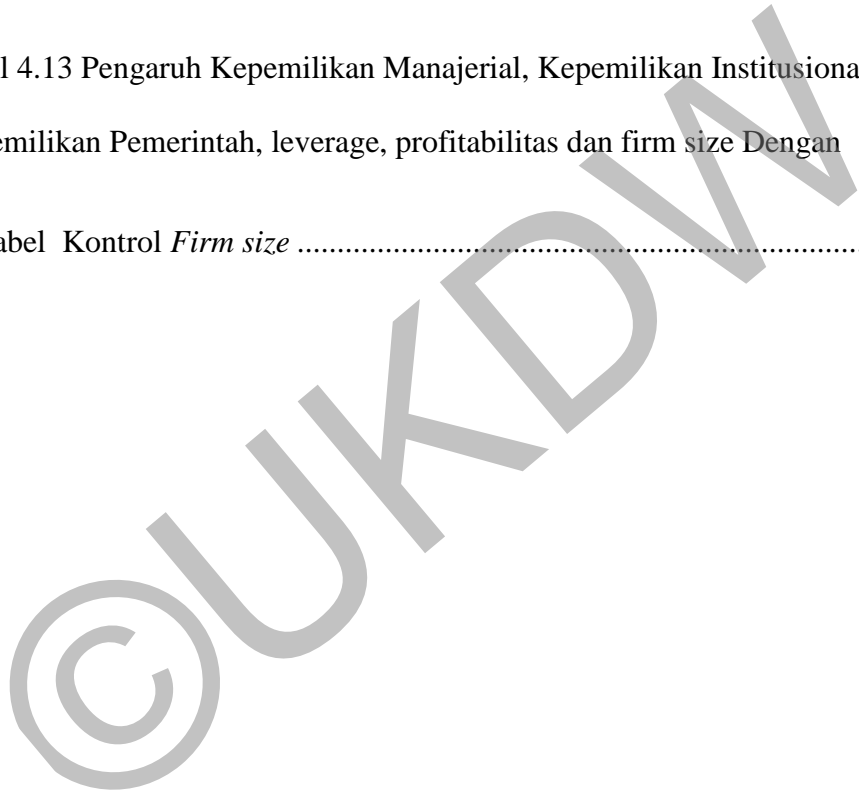 l 4.13 Pengaruh Kepemilikan Manajerial, Kepemilikan Institusiona
emilikan Pemerintah, leverage, profitabilitas dan firm size Dengan
abel Kontrol Firm size ......................................................................
©UKDW